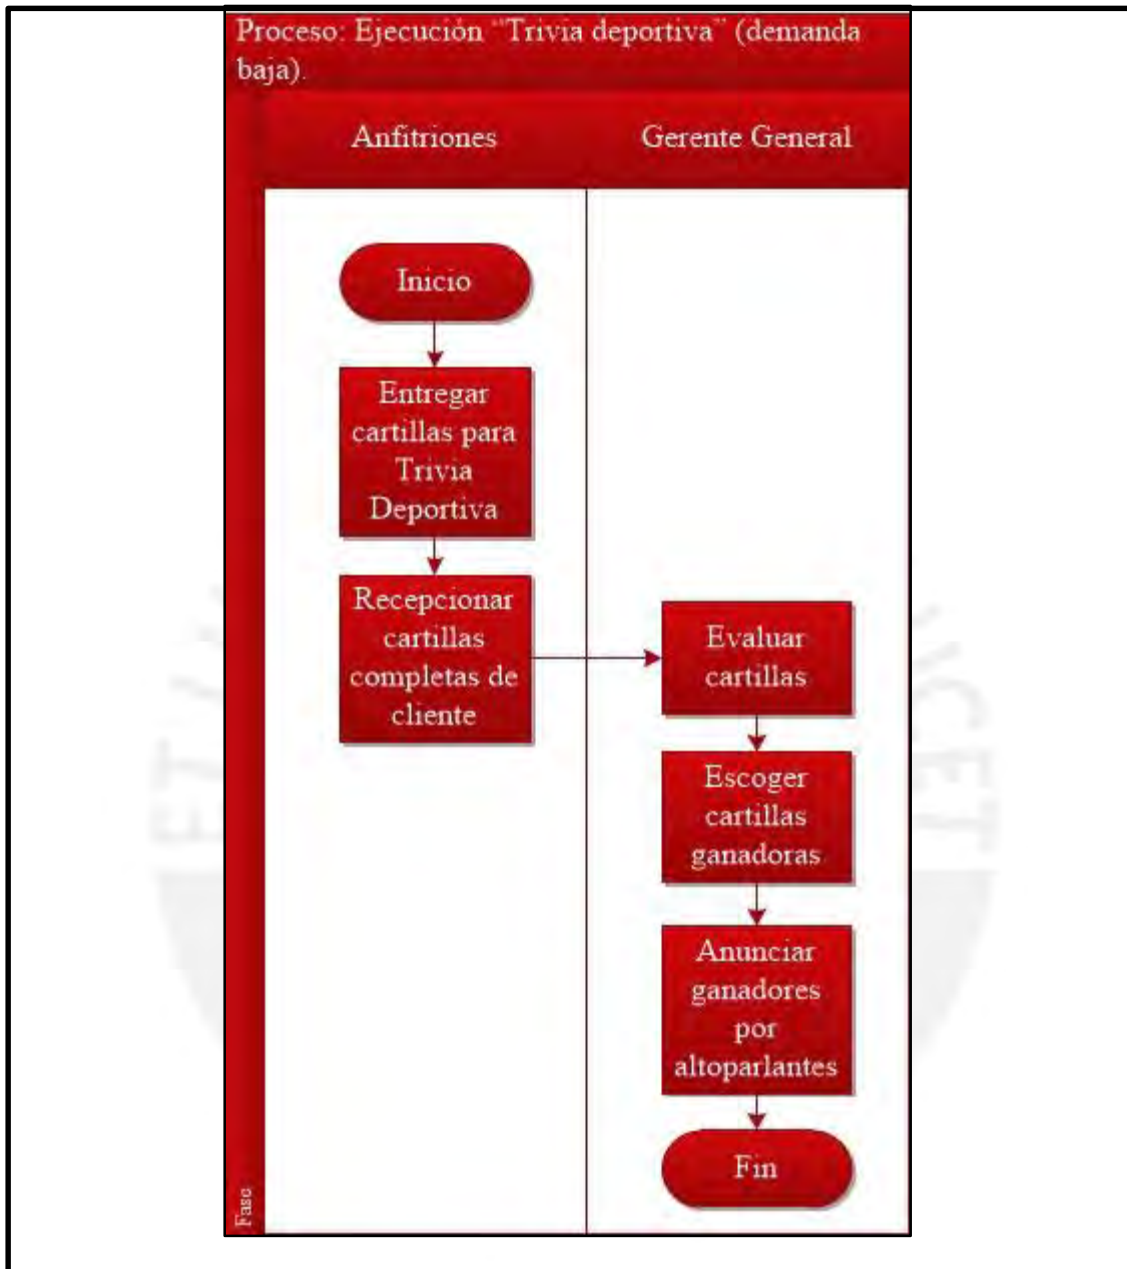 Proceso: Ejecución “Trivia deportiva” (demanda
baja).
Anfitriones
Gerente General
Inicio
Entregar
cartillas para
Trivia
Deportiva
Recepcionar
cartillas
completas de
cliente
Evaluar
cartillas
Escoger
cartillas
ganadoras
Anunciar
ganadores
por
altoparlantes
Fin
Fase